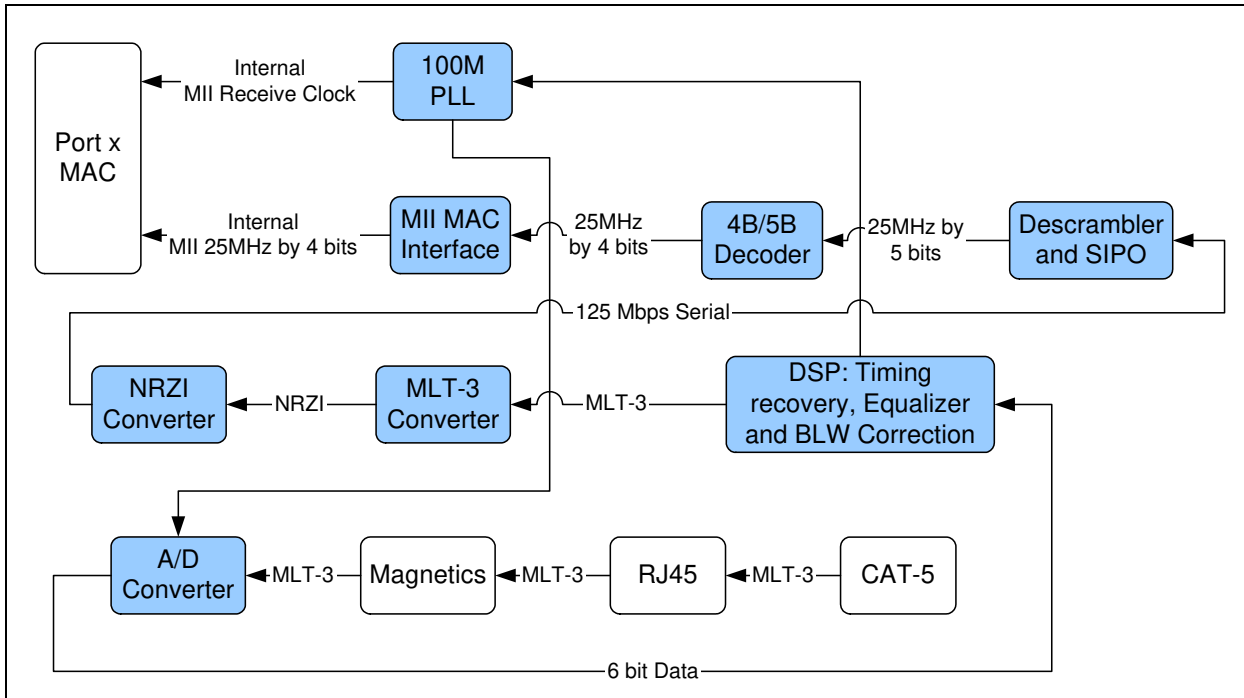 Port x
MAC
Internal
MII Receive Clock
100M
PLL
Internal
MII 25MHz by 4 bits
MII MAC
Interface
25MHz
by 4 bits
4B/5B
Decoder
25MHz by
5 bits
Descrambler
and SIPO
125 Mbps Serial
NRZI
Converter
NRZI
MLT-3
Converter
MLT-3
DSP: Timing
recovery, Equalizer
and BLW Correction
A/D
Converter
MLT-3
Magnetics
MLT-3
RJ45
MLT-3
CAT-5
6 bit Data